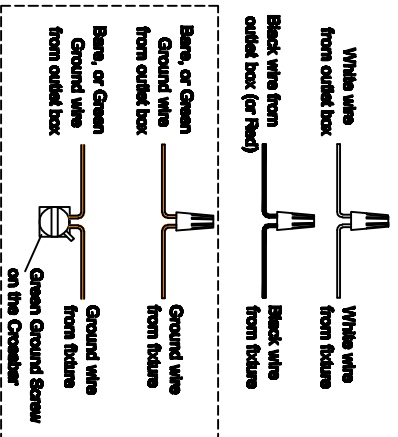 White wire
from outlet box
White wire
from fixture
Black wire from
outlet box (or Red)
Black wire
from fixture
Bare, or Green
Ground wire
from outlet box
Ground wire
from fixture
Bare, or Green
Ground wire
from outlet box
Ground wire
from fixture
Green Ground Screw
on the Crossbar